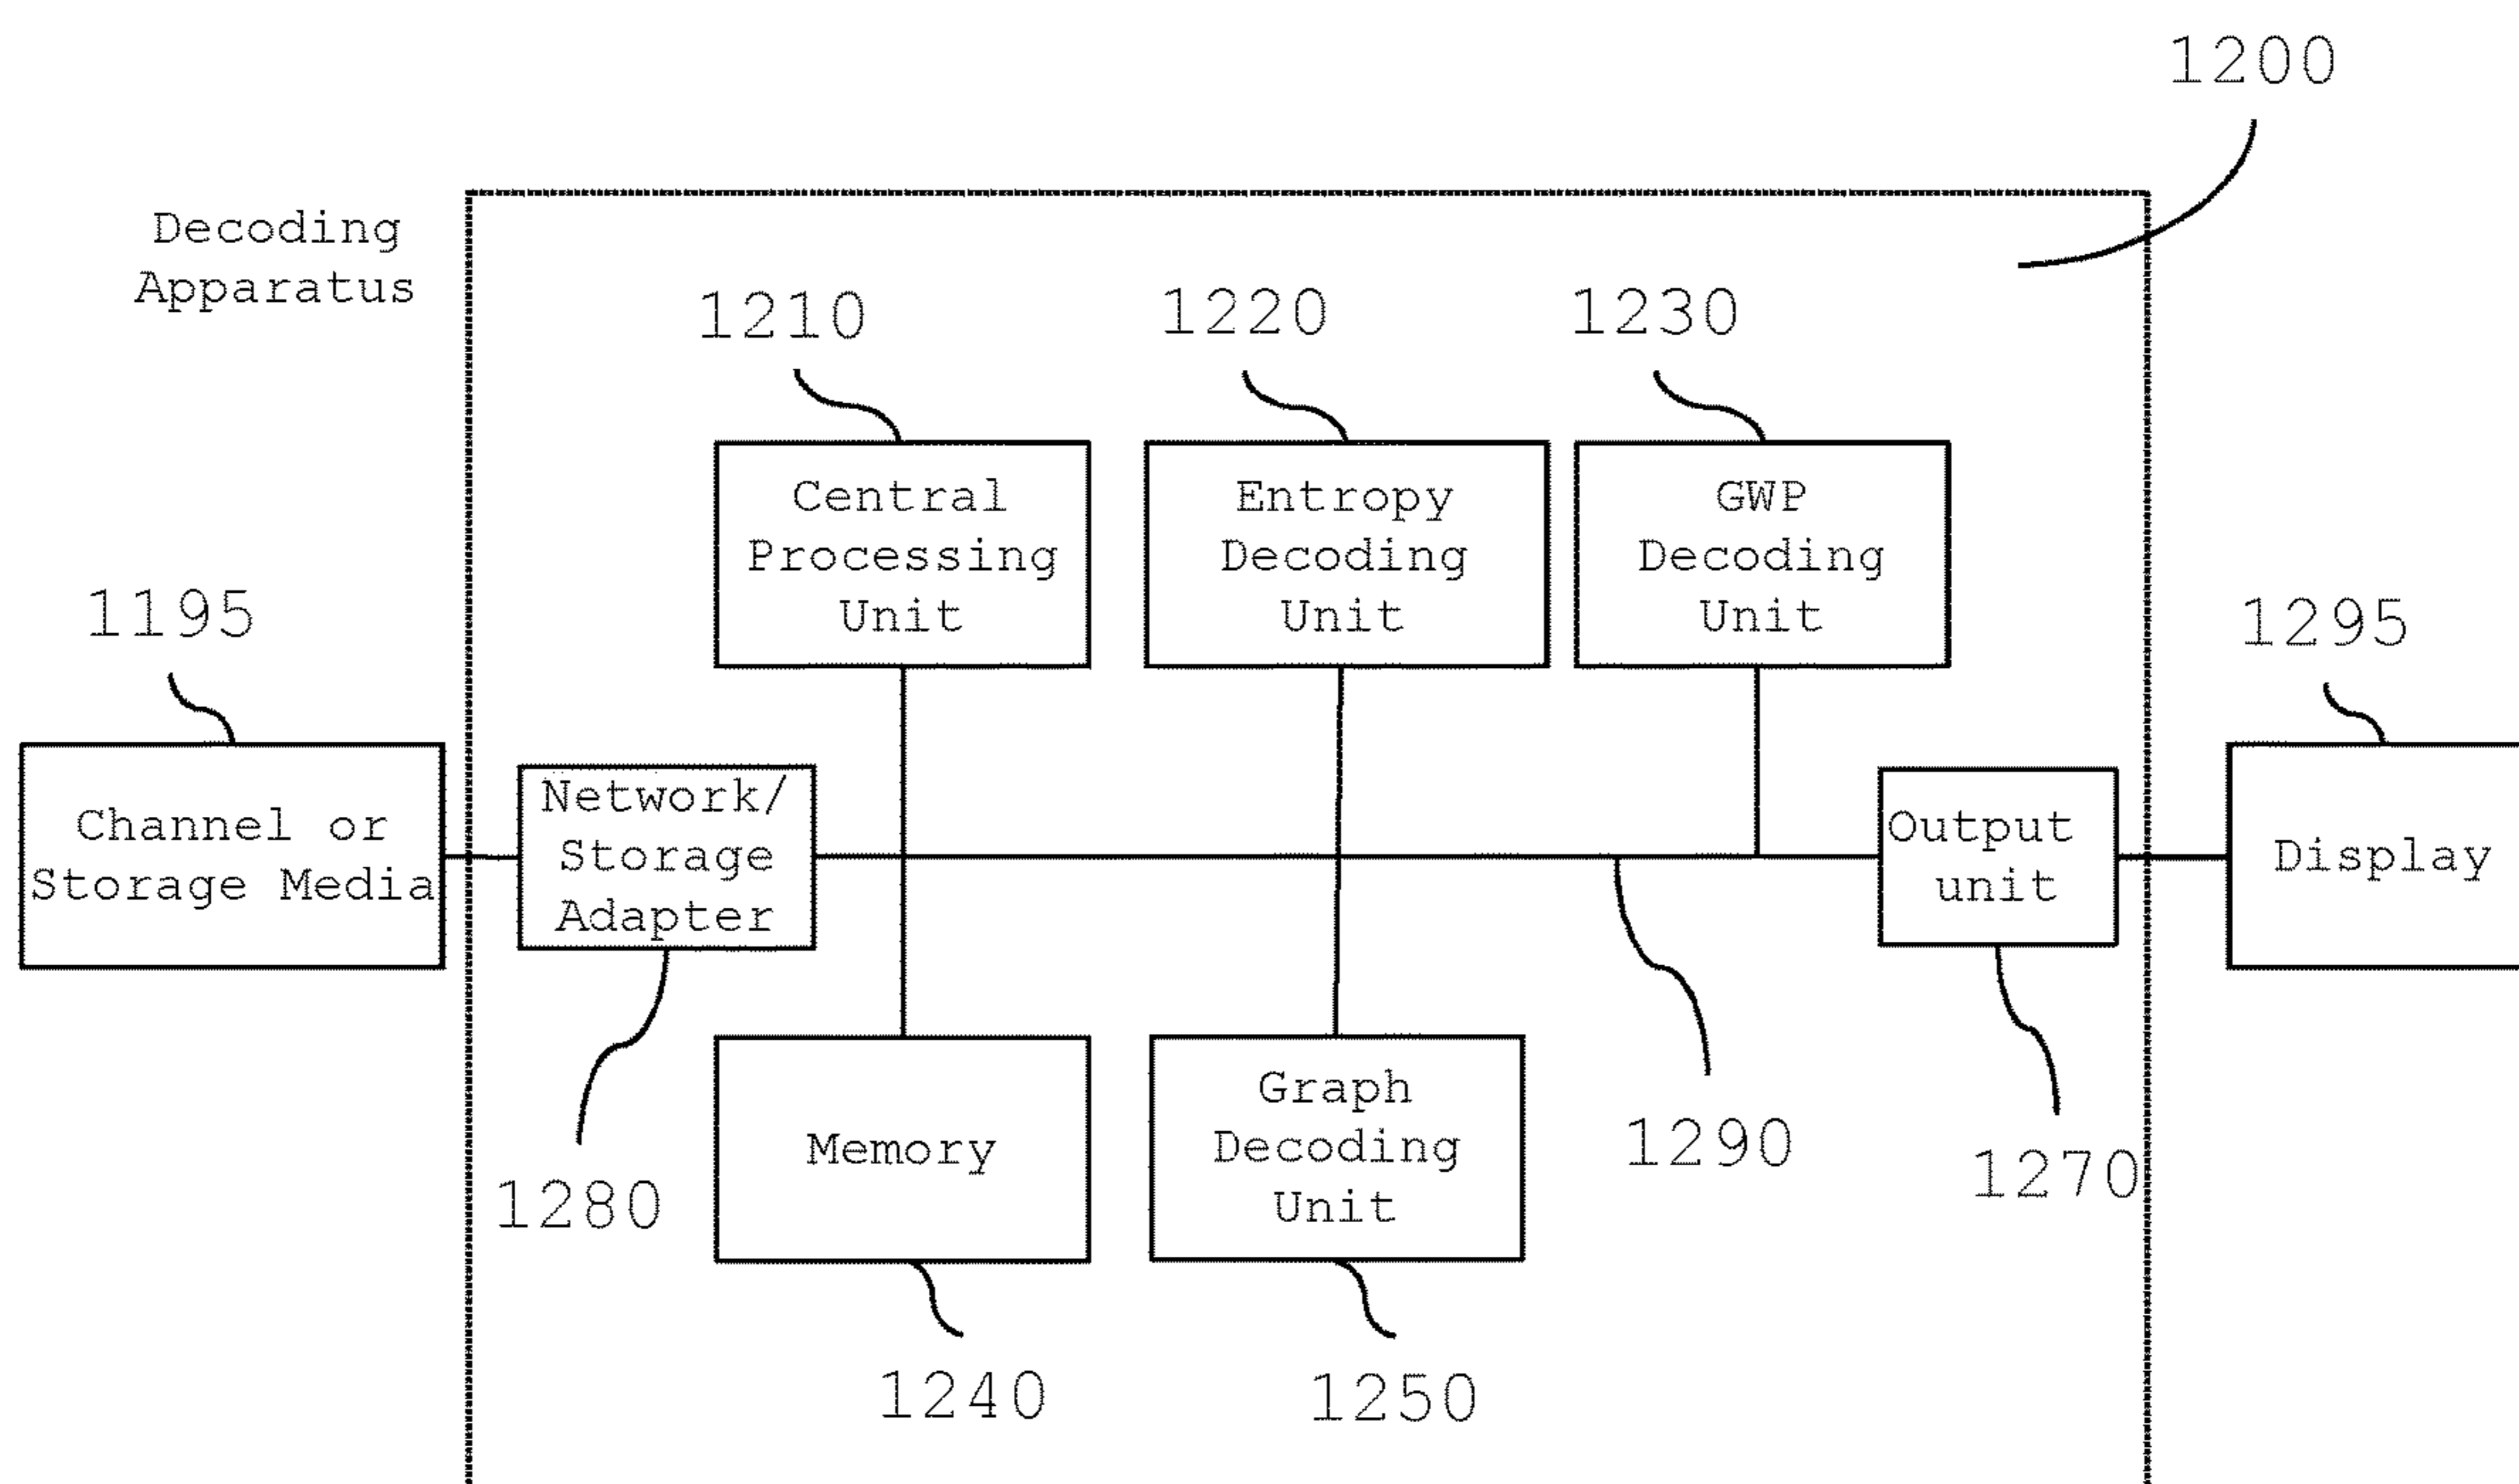 1200
Decoding
Apparatus
1210
1220
1230
Central
Processing
Unit
Entropy
Decoding
Unit
GWP
Decoding
Unit
1195
1295
Channel or
Storage Media
Network/
Storage
Adapter
Output
unit
Display
1280
Memory
Graph
Decoding
Unit
1290
1270
1240
1250